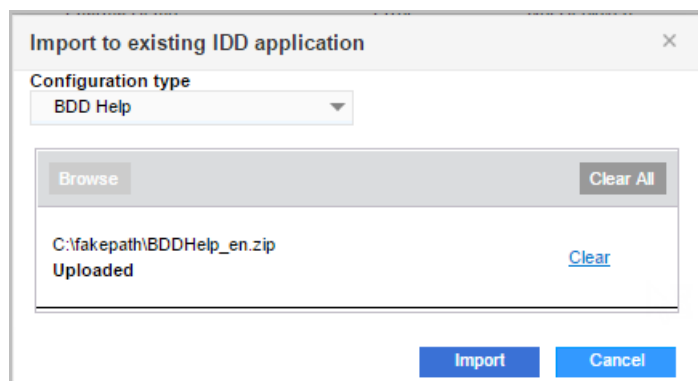 Import to existing IDD application
Configuration type
BDD Help
Browse
Clear All
C:\fakepath\BDDHelp_en.zip
Uploaded
Clear
Import
Cancel